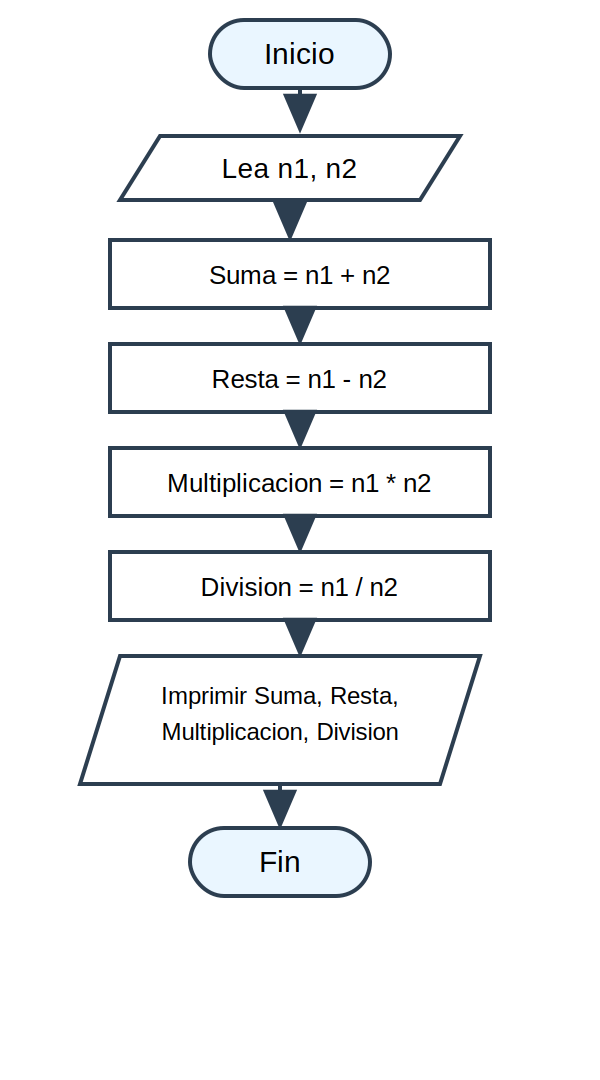 Inicio
Lea n1, n2
Suma = n1 + n2
Resta = n1 - n2
Multiplicacion = n1 * n2
Division = n1 / n2
Imprimir Suma, Resta,
Multiplicacion, Division
Fin